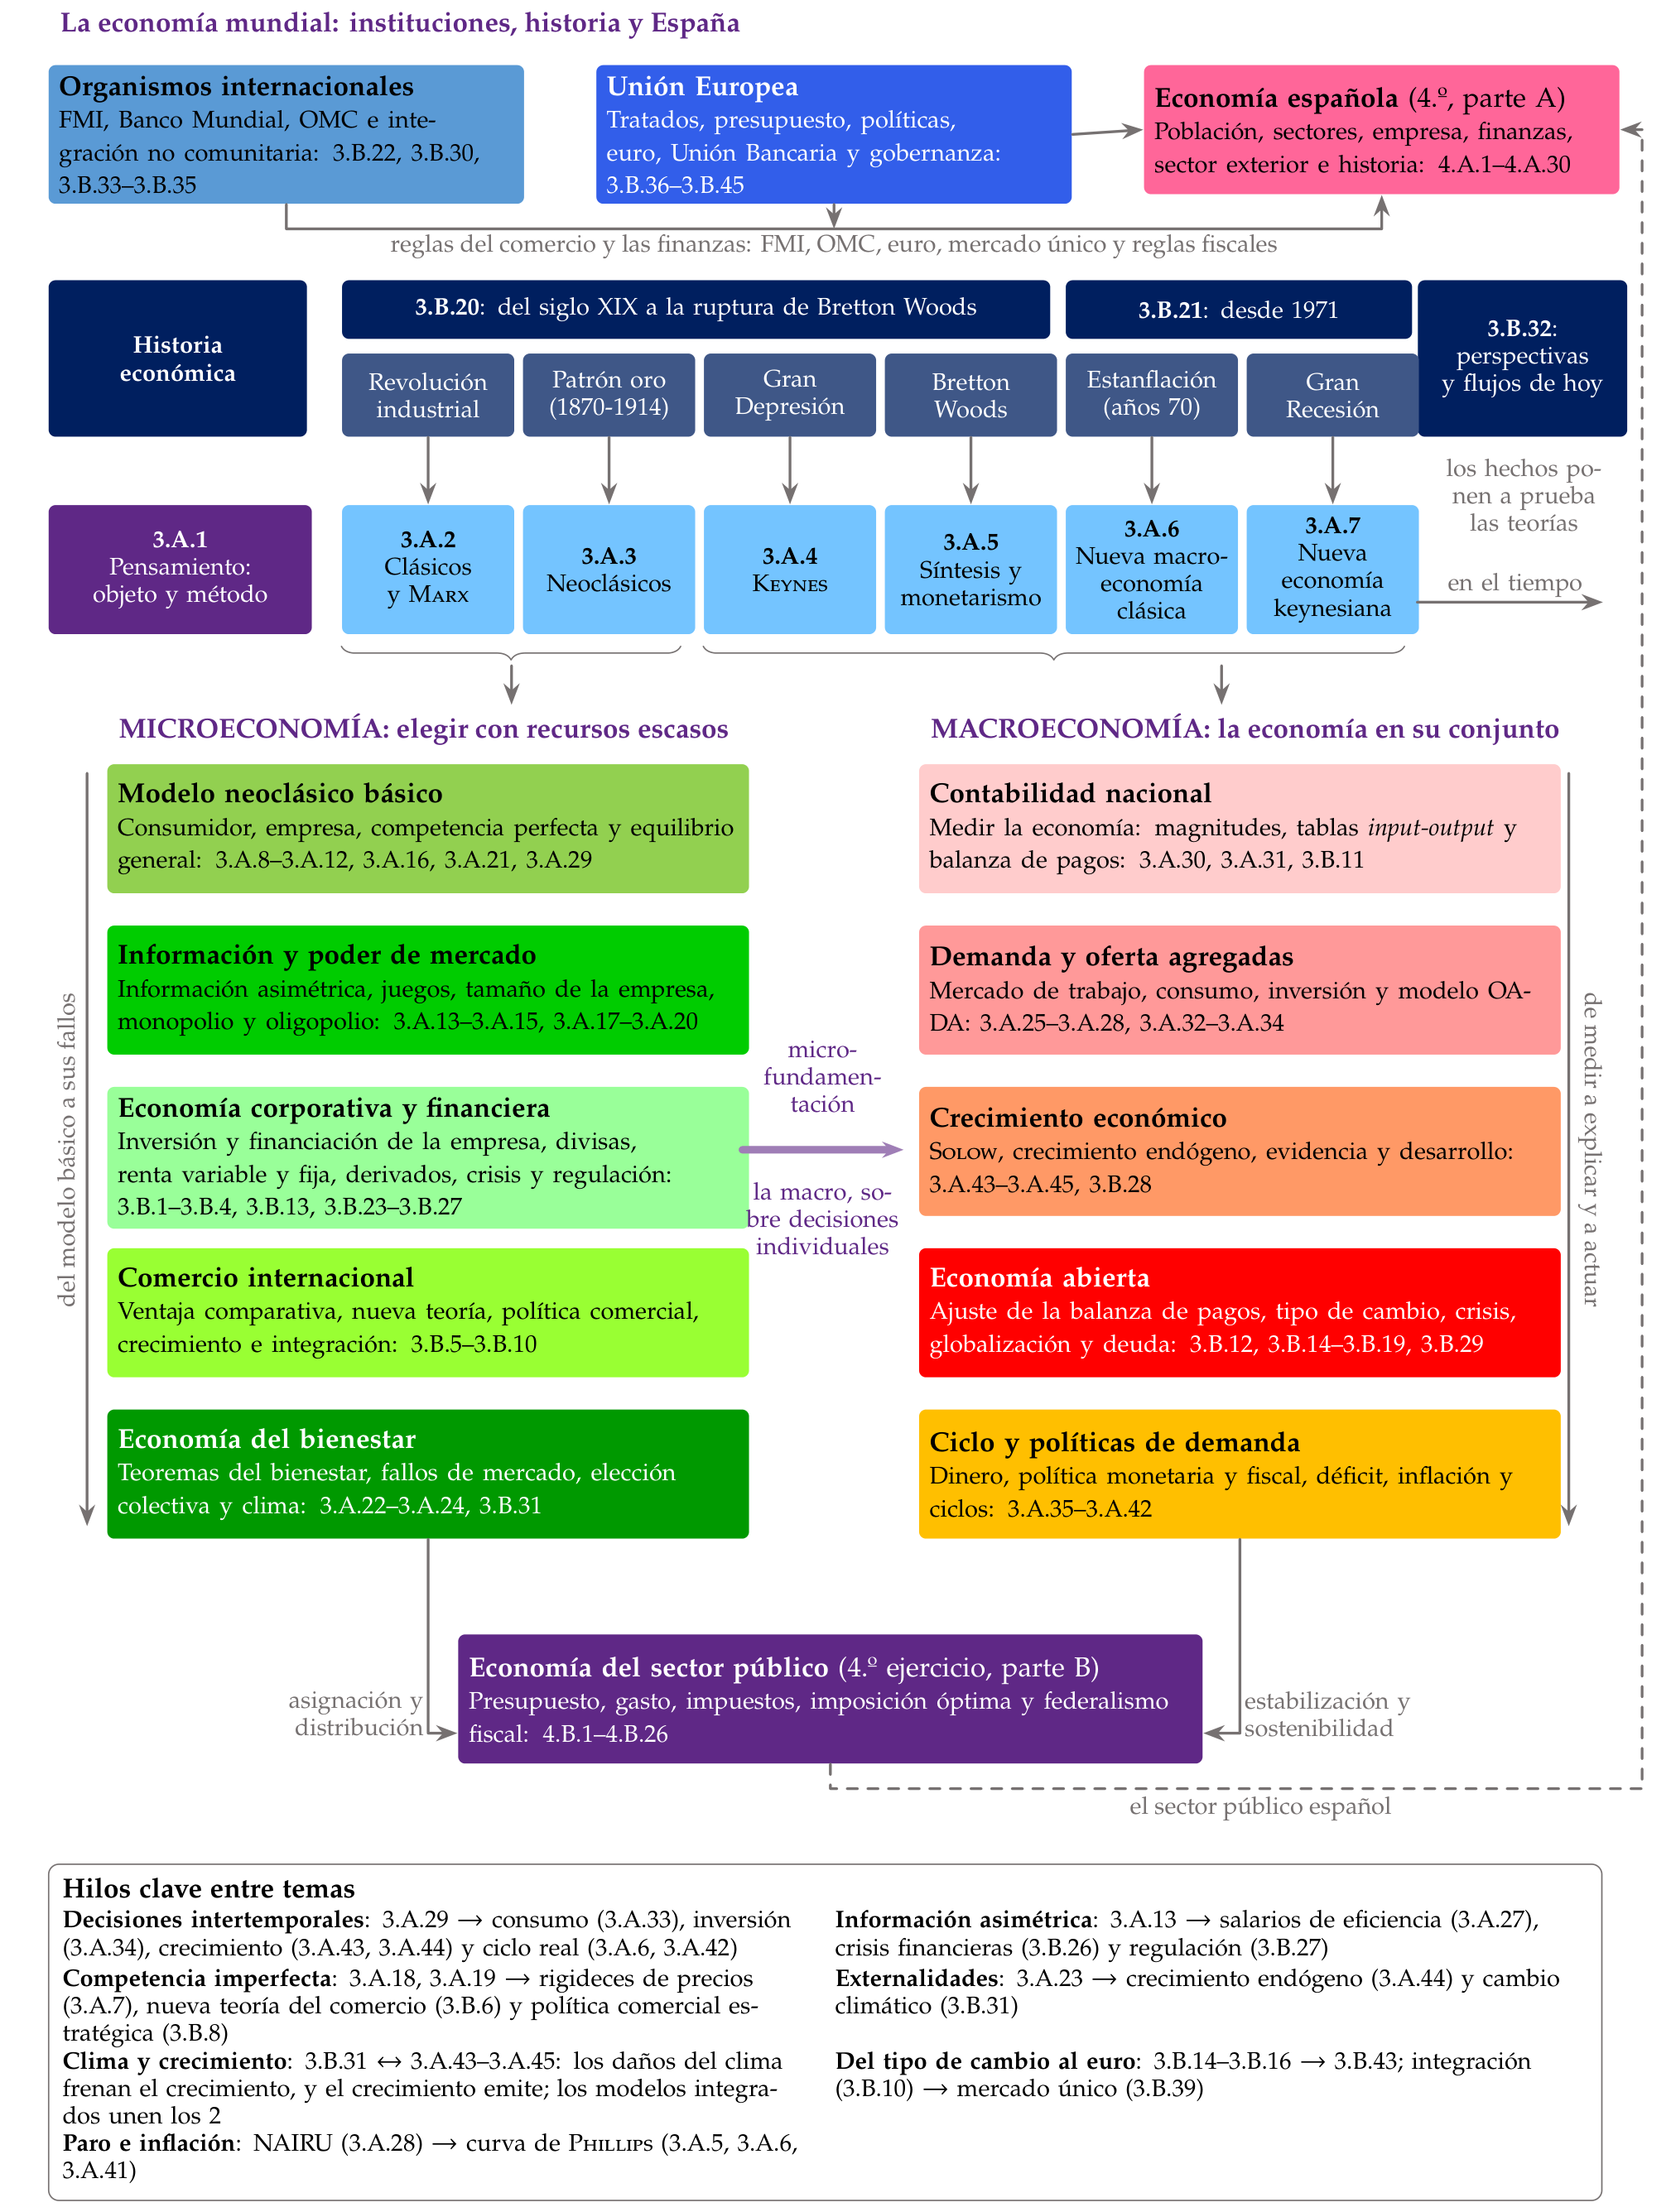 La economía mundial: instituciones, historia y España
Organismos internacionales
FMI, Banco Mundial, OMC e inte-
gración no comunitaria: 3.B.22, 3.B.30,
3.B.33–3.B.35
Unión Europea
Tratados, presupuesto, políticas,
euro, Unión Bancaria y gobernanza:
3.B.36–3.B.45
Economía española (4.º, parte A)
Población, sectores, empresa, finanzas,
sector exterior e historia: 4.A.1–4.A.30
reglas del comercio y las finanzas: FMI, OMC, euro, mercado único y reglas fiscales
Historia
económica
3.B.20: del siglo XIX a la ruptura de Bretton Woods
3.B.21: desde 1971
3.B.32:
perspectivas
y flujos de hoy
Revolución
industrial
Patrón oro
(1870-1914)
Gran
Depresión
Bretton
Woods
Estanflación
(años 70)
Gran
Recesión
los hechos po-
nen a prueba
las teorías
3.A.1
Pensamiento:
objeto y método
3.A.2
Clásicos
y Marx
3.A.3
Neoclásicos
3.A.4
Keynes
3.A.5
Síntesis y
monetarismo
3.A.6
Nueva macro-
economía
clásica
3.A.7
Nueva
economía
keynesiana
en el tiempo
MICROECONOMÍA: elegir con recursos escasos
del modelo básico a sus fallos
Modelo neoclásico básico
Consumidor, empresa, competencia perfecta y equilibrio
general: 3.A.8–3.A.12, 3.A.16, 3.A.21, 3.A.29
Información y poder de mercado
Información asimétrica, juegos, tamaño de la empresa,
monopolio y oligopolio: 3.A.13–3.A.15, 3.A.17–3.A.20
Economía corporativa y financiera
Inversión y financiación de la empresa, divisas,
renta variable y fija, derivados, crisis y regulación:
3.B.1–3.B.4, 3.B.13, 3.B.23–3.B.27
Comercio internacional
Ventaja comparativa, nueva teoría, política comercial,
crecimiento e integración: 3.B.5–3.B.10
Economía del bienestar
Teoremas del bienestar, fallos de mercado, elección
colectiva y clima: 3.A.22–3.A.24, 3.B.31
micro-
fundamen-
tación
la macro, so-
bre decisiones
individuales
MACROECONOMÍA: la economía en su conjunto
Contabilidad nacional
Medir la economía: magnitudes, tablas input-output y
balanza de pagos: 3.A.30, 3.A.31, 3.B.11
Demanda y oferta agregadas
Mercado de trabajo, consumo, inversión y modelo OA-
DA: 3.A.25–3.A.28, 3.A.32–3.A.34
Crecimiento económico
Solow, crecimiento endógeno, evidencia y desarrollo:
3.A.43–3.A.45, 3.B.28
Economía abierta
Ajuste de la balanza de pagos, tipo de cambio, crisis,
globalización y deuda: 3.B.12, 3.B.14–3.B.19, 3.B.29
Ciclo y políticas de demanda
Dinero, política monetaria y fiscal, déficit, inflación y
ciclos: 3.A.35–3.A.42
de medir a explicar y a actuar
asignación y
distribución
Economía del sector público (4.º ejercicio, parte B)
Presupuesto, gasto, impuestos, imposición óptima y federalismo
fiscal: 4.B.1–4.B.26
estabilización y
sostenibilidad
el sector público español
Hilos clave entre temas
Decisiones intertemporales: 3.A.29 → consumo (3.A.33), inversión
(3.A.34), crecimiento (3.A.43, 3.A.44) y ciclo real (3.A.6, 3.A.42)
Información asimétrica: 3.A.13 → salarios de eficiencia (3.A.27),
crisis financieras (3.B.26) y regulación (3.B.27)
Competencia imperfecta: 3.A.18, 3.A.19 → rigideces de precios
(3.A.7), nueva teoría del comercio (3.B.6) y política comercial es-
tratégica (3.B.8)
Externalidades: 3.A.23 → crecimiento endógeno (3.A.44) y cambio
climático (3.B.31)
Clima y crecimiento: 3.B.31 ↔ 3.A.43–3.A.45: los daños del clima
frenan el crecimiento, y el crecimiento emite; los modelos integra-
dos unen los 2
Del tipo de cambio al euro: 3.B.14–3.B.16 → 3.B.43; integración
(3.B.10) → mercado único (3.B.39)
Paro e inflación: NAIRU (3.A.28) → curva de Phillips (3.A.5, 3.A.6,
3.A.41)